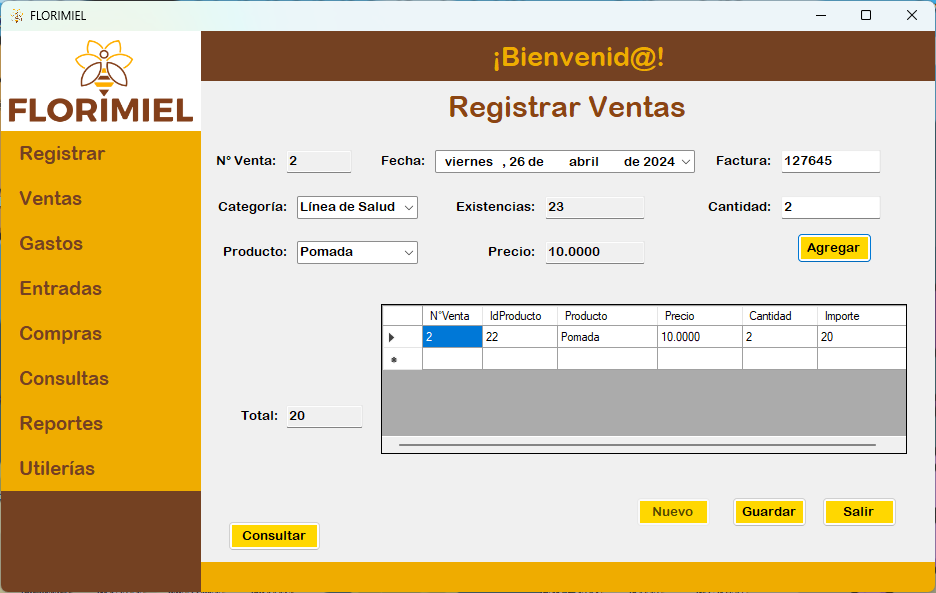 FLORIMIEL
FLORIMIEL
¡Bienvenid@!
Registrar
Ventas
Gastos
Entradas
Compras
Consultas
Reportes
Utilerías
Registrar Ventas
N° Venta: 2 Fecha: viernes , 26 de abril de 2024 Factura: 127645
Categoría: Línea de Salud Existencias: 23 Cantidad: 2
Producto: Pomada Precio: 10.0000 Agregar
N°Venta IdProducto Producto Precio Cantidad Importe
2 22 Pomada 10.0000 2 20
Total: 20
Nuevo Guardar Salir
Consultar